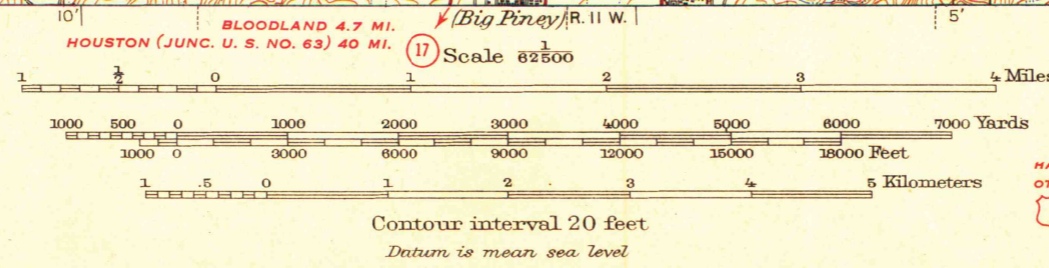 10' BLOODLAND 4.7 MI. (Big Piney) R. 11 W. 5'
HOUSTON (JUNC. U. S. NO. 63) 40 MI. 17 Scale 1/62500
1 1/2 0 1 2 3 4 Miles
1000 500 0 1000 2000 3000 4000 5000 6000 7000 Yards
1000 0 3000 6000 9000 12000 15000 18000 Feet
1 .5 0 1 2 3 4 5 Kilometers
Contour interval 20 feet
Datum is mean sea level